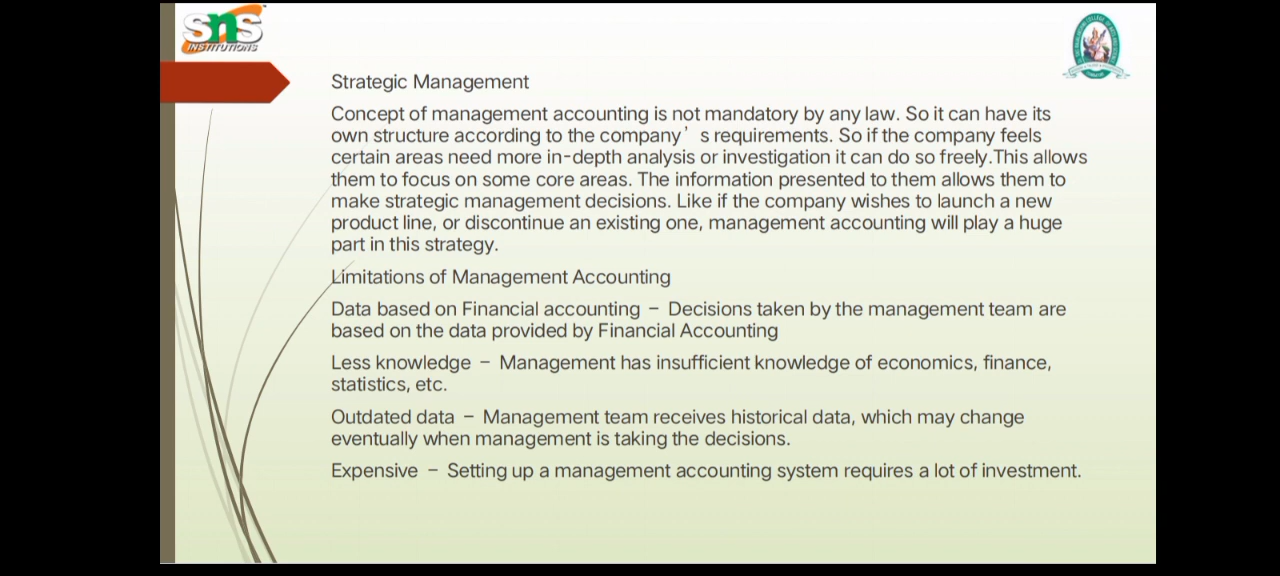 sns
INSTITUTIONS
Strategic Management
Concept of management accounting is not mandatory by any law. So it can have its
own structure according to the company’ s requirements. So if the company feels
certain areas need more in-depth analysis or investigation it can do so freely.This allows
them to focus on some core areas. The information presented to them allows them to
make strategic management decisions. Like if the company wishes to launch a new
product line, or discontinue an existing one, management accounting will play a huge
part in this strategy.
Limitations of Management Accounting
Data based on Financial accounting – Decisions taken by the management team are
based on the data provided by Financial Accounting
Less knowledge – Management has insufficient knowledge of economics, finance,
statistics, etc.
Outdated data – Management team receives historical data, which may change
eventually when management is taking the decisions.
Expensive – Setting up a management accounting system requires a lot of investment.